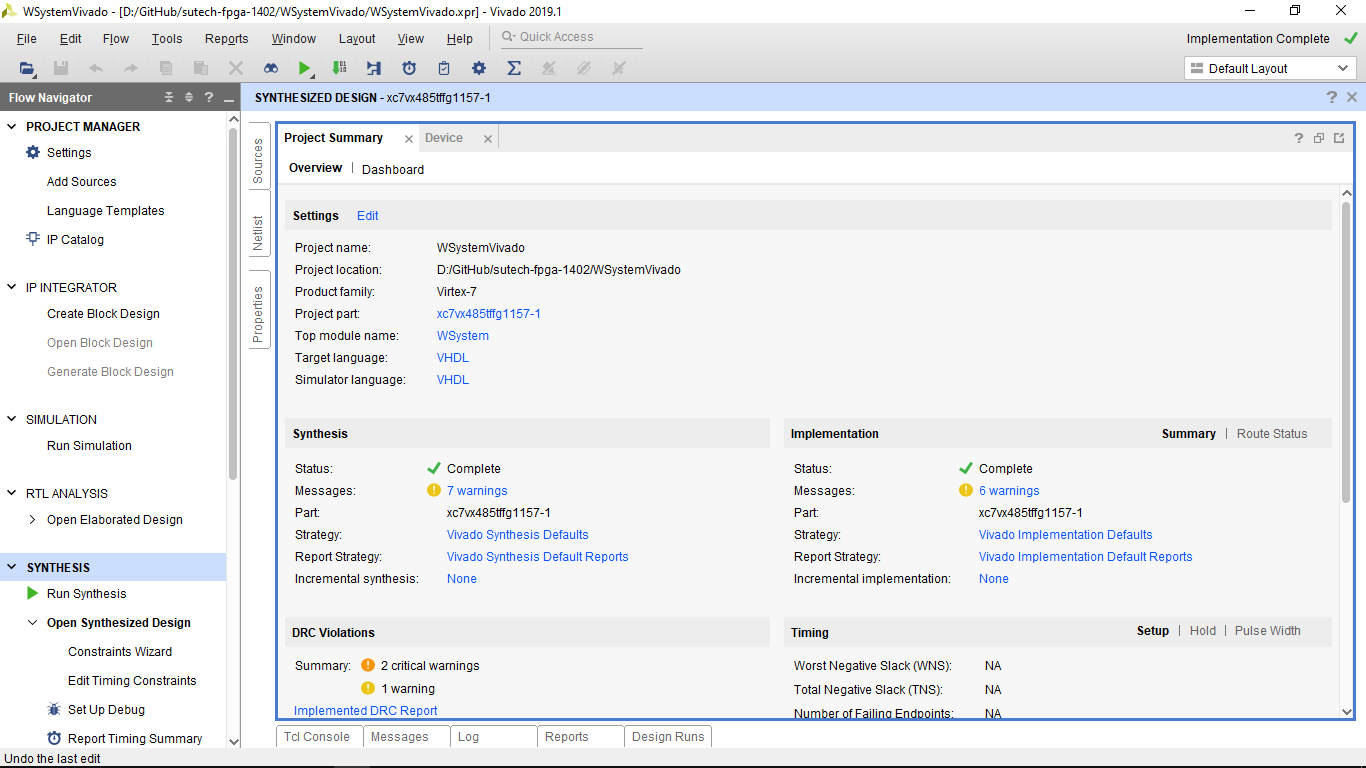 WSystemVivado - [D:/GitHub/sutech-fpga-1402/WSystemVivado/WSystemVivado.xpr] - Vivado 2019.1
File Edit Flow Tools Reports Window Layout View Help Quick Access Implementation Complete
Default Layout
Flow Navigator
SYNTHESIZED DESIGN - xc7vx485tffg1157-1
PROJECT MANAGER
Settings
Add Sources
Language Templates
IP Catalog
IP INTEGRATOR
Create Block Design
Open Block Design
Generate Block Design
SIMULATION
Run Simulation
RTL ANALYSIS
Open Elaborated Design
SYNTHESIS
Run Synthesis
Open Synthesized Design
Constraints Wizard
Edit Timing Constraints
Set Up Debug
Report Timing Summary
Sources
Netlist
Properties
Project Summary Device
Overview Dashboard
Settings Edit
Project name: WSystemVivado
Project location: D:/GitHub/sutech-fpga-1402/WSystemVivado
Product family: Virtex-7
Project part: xc7vx485tffg1157-1
Top module name: WSystem
Target language: VHDL
Simulator language: VHDL
Synthesis
Status: Complete
Messages: 7 warnings
Part: xc7vx485tffg1157-1
Strategy: Vivado Synthesis Defaults
Report Strategy: Vivado Synthesis Default Reports
Incremental synthesis: None
Implementation Summary | Route Status
Status: Complete
Messages: 6 warnings
Part: xc7vx485tffg1157-1
Strategy: Vivado Implementation Defaults
Report Strategy: Vivado Implementation Default Reports
Incremental implementation: None
DRC Violations
Summary: 2 critical warnings
1 warning
Implemented DRC Report
Timing Setup | Hold | Pulse Width
Worst Negative Slack (WNS): NA
Total Negative Slack (TNS): NA
Number of Failing Endpoints: NA
Tcl Console Messages Log Reports Design Runs
Undo the last edit